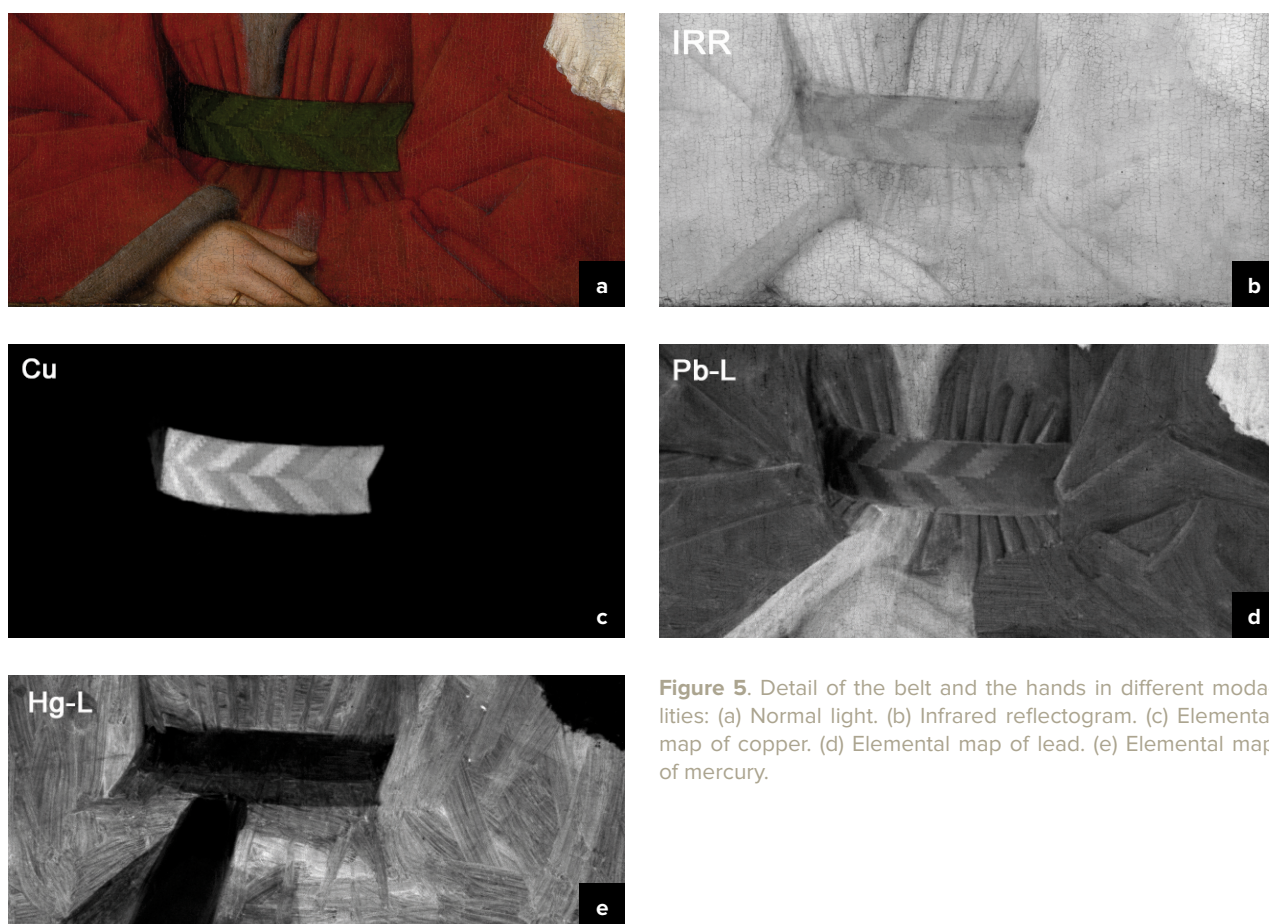 IRR
a
b
Cu
Pb-L
c
d
Hg-L
Figure 5. Detail of the belt and the hands in different moda
lities: (a) Normal light. (b) Infrared reflectogram. (c) Elementa
map of copper. (d) Elemental map of lead. (e) Elemental map
of mercury.
e